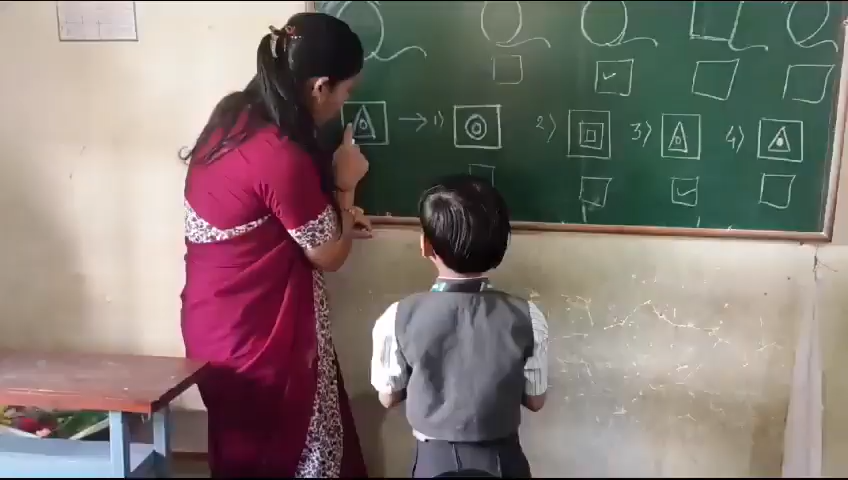 → 1) 2) 3) 4)